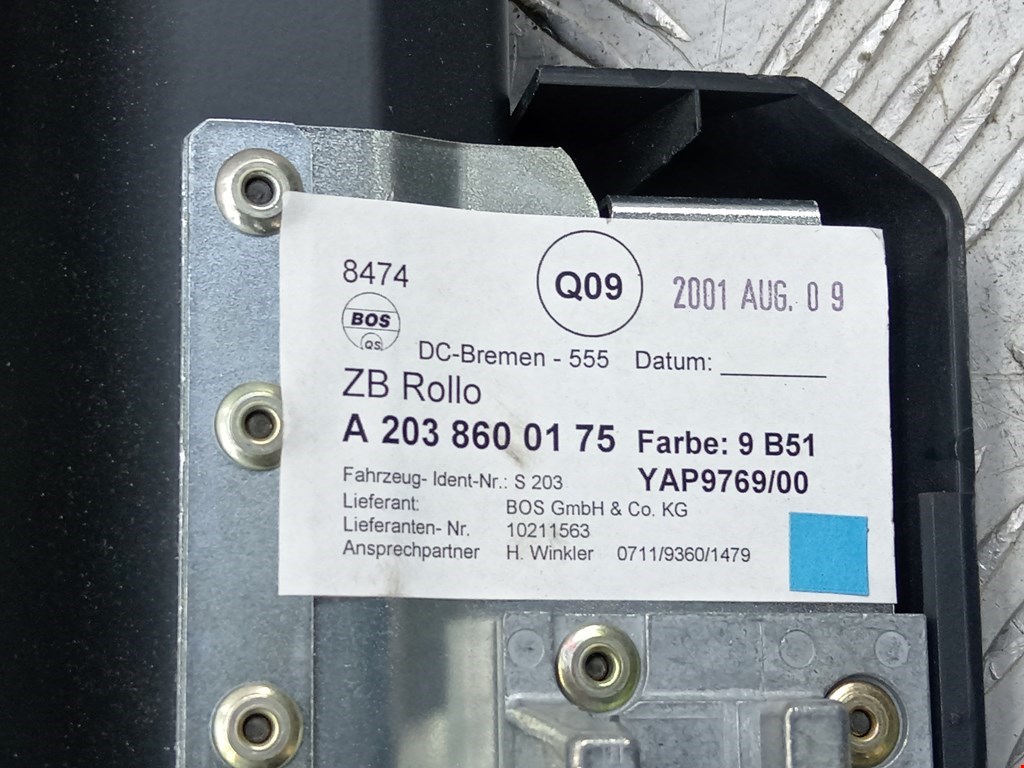 8474
Q09
2001 AUG. 09
BOS
QS
DC-Bremen - 555 Datum:
ZB Rollo
A 203 860 01 75 Farbe: 9 B51
YAP9769/00
Fahrzeug- Ident-Nr.: S 203
Lieferant: BOS GmbH & Co. KG
Lieferanten- Nr. 10211563
Ansprechpartner H. Winkler 0711/9360/1479